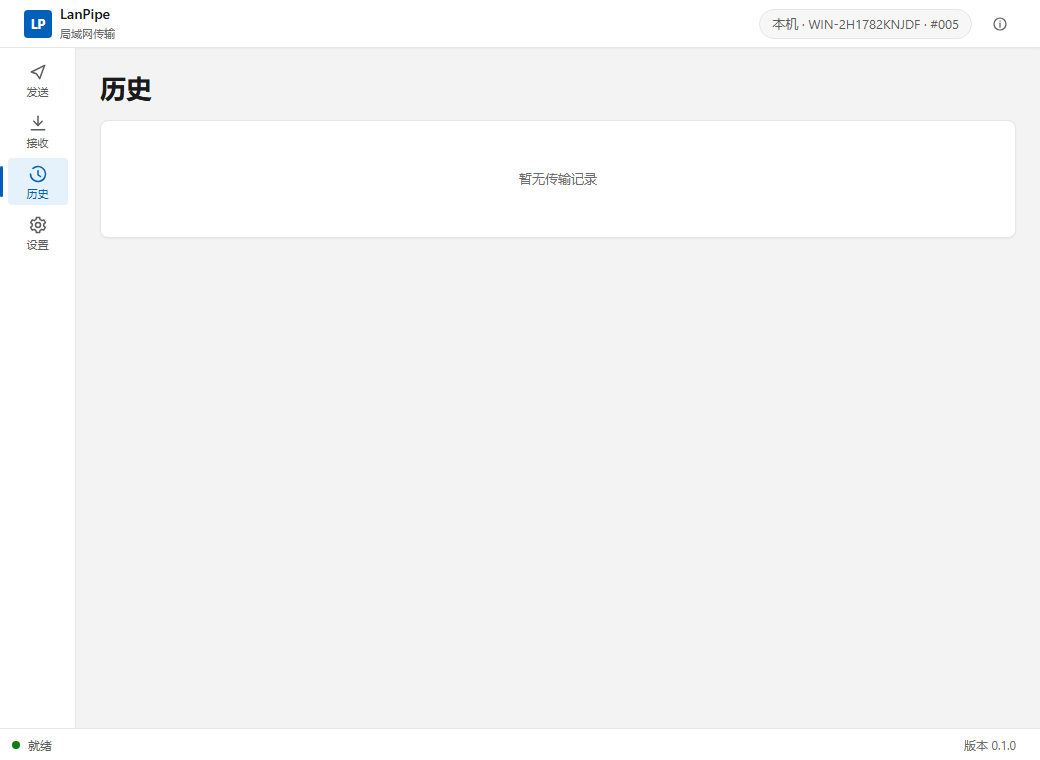 LP
LanPipe
局域网传输
本机 · WIN-2H1782KNJDF · #005
发送
接收
历史
设置
历史
暂无传输记录
就绪
版本 0.1.0